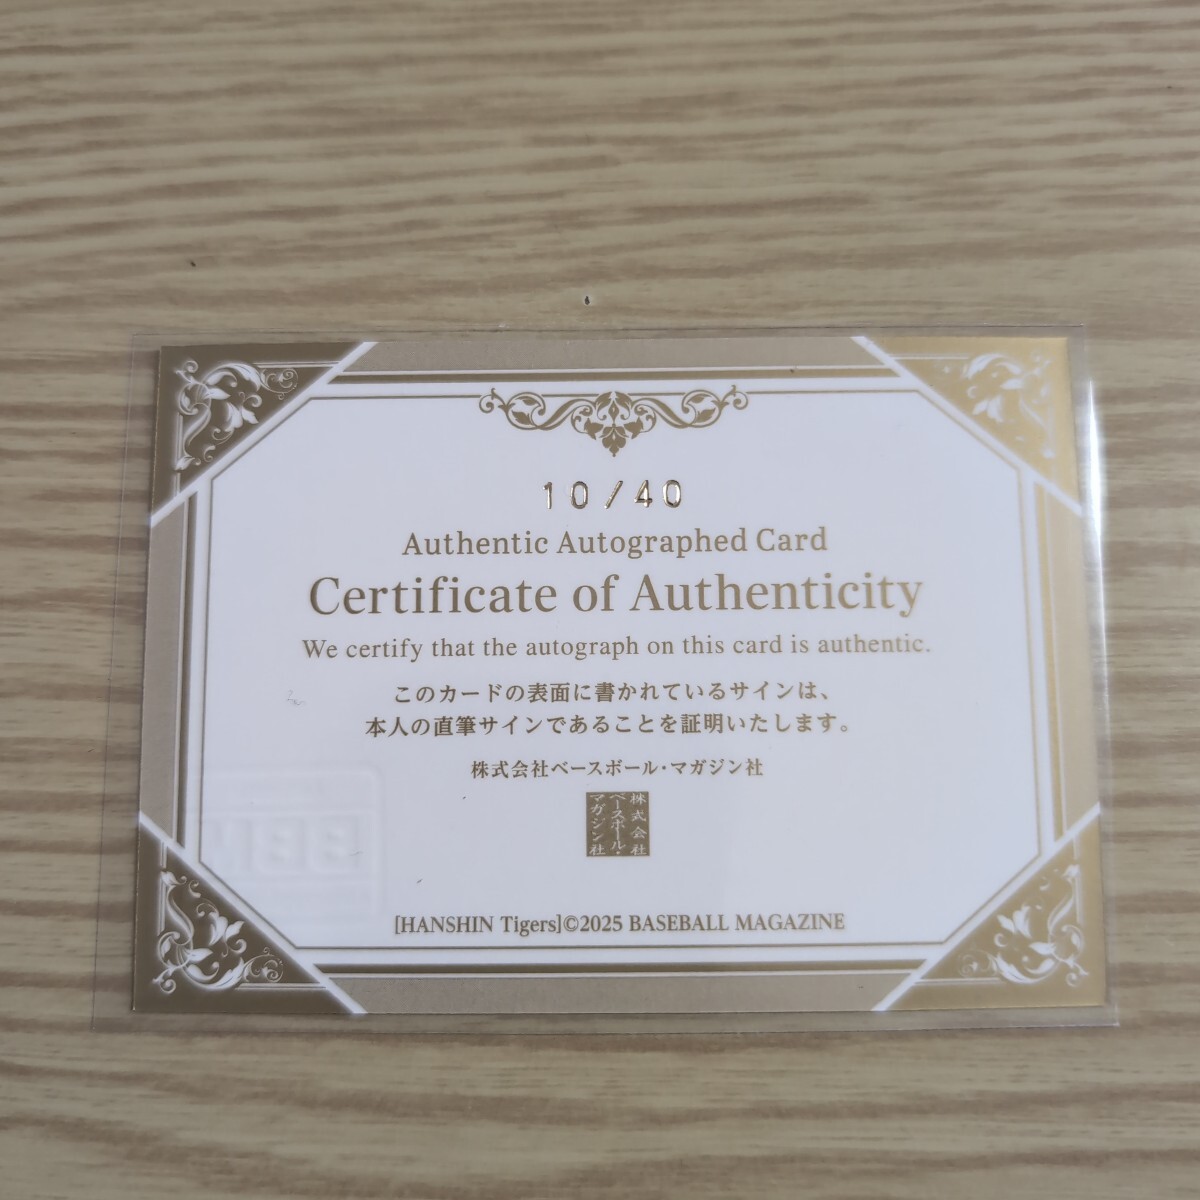 10/40
Authentic Autographed Card
Certificate of Authenticity
We certify that the autograph on this card is authentic.
このカードの表面に書かれているサインは、
本人の直筆サインであることを証明いたします。
株式会社ベースボール・マガジン社
株式会社
ベースボール・
マガジン社
BBM
[HANSHIN Tigers]©2025 BASEBALL MAGAZINE